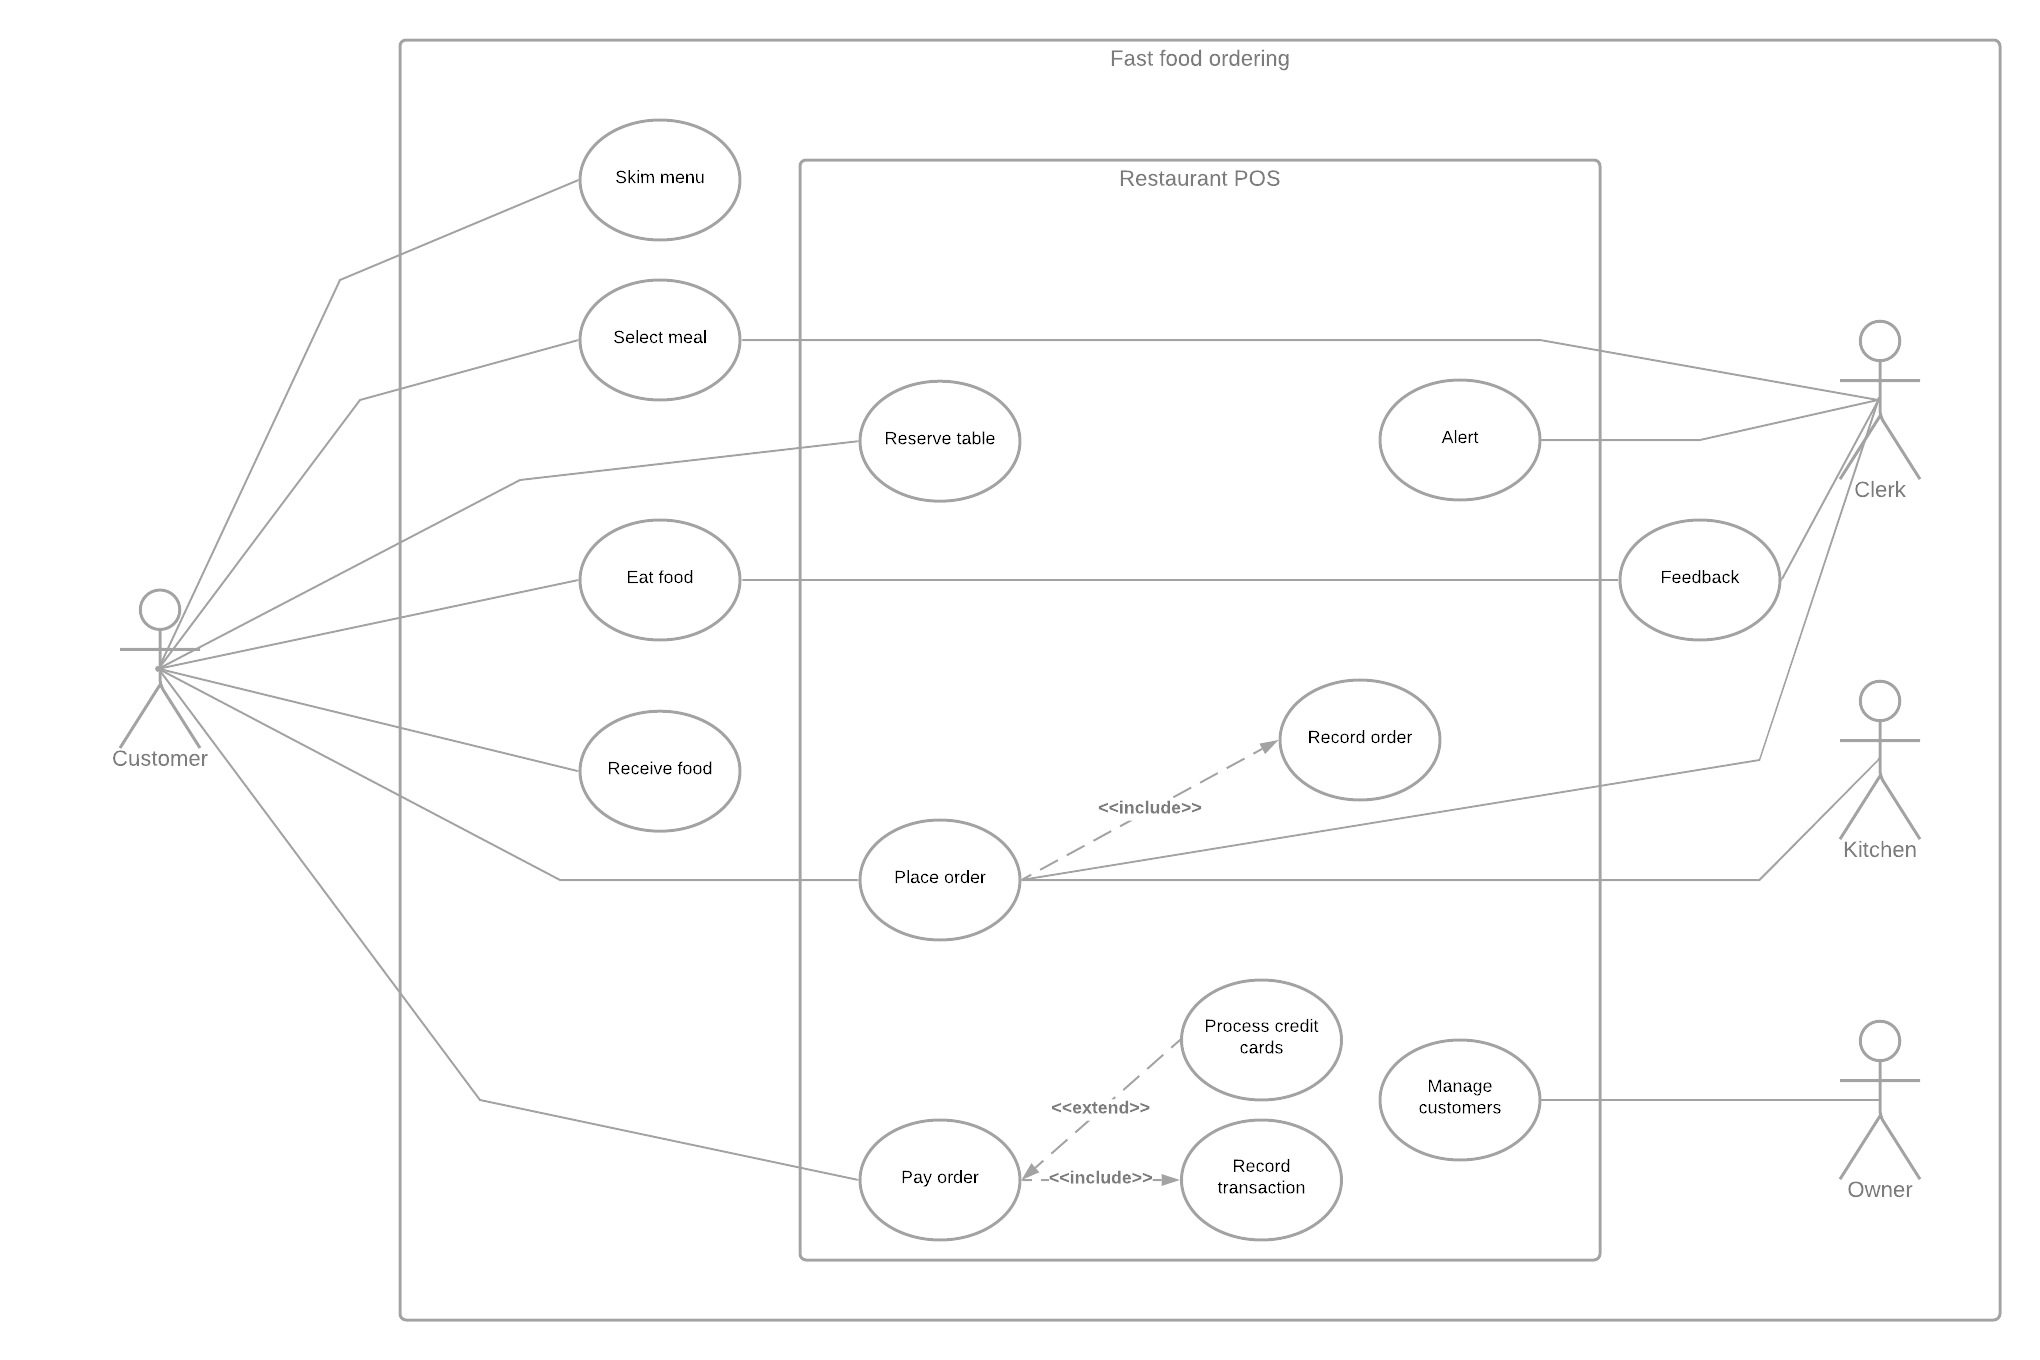 Fast food ordering
Skim menu
Restaurant POS
Select meal
Reserve table
Alert
Clerk
Eat food
Feedback
Customer
Receive food
Record order
<<include>>
Place order
Kitchen
Process credit
cards
Manage
customers
<<extend>>
Pay order
<<include>>
Record
transaction
Owner